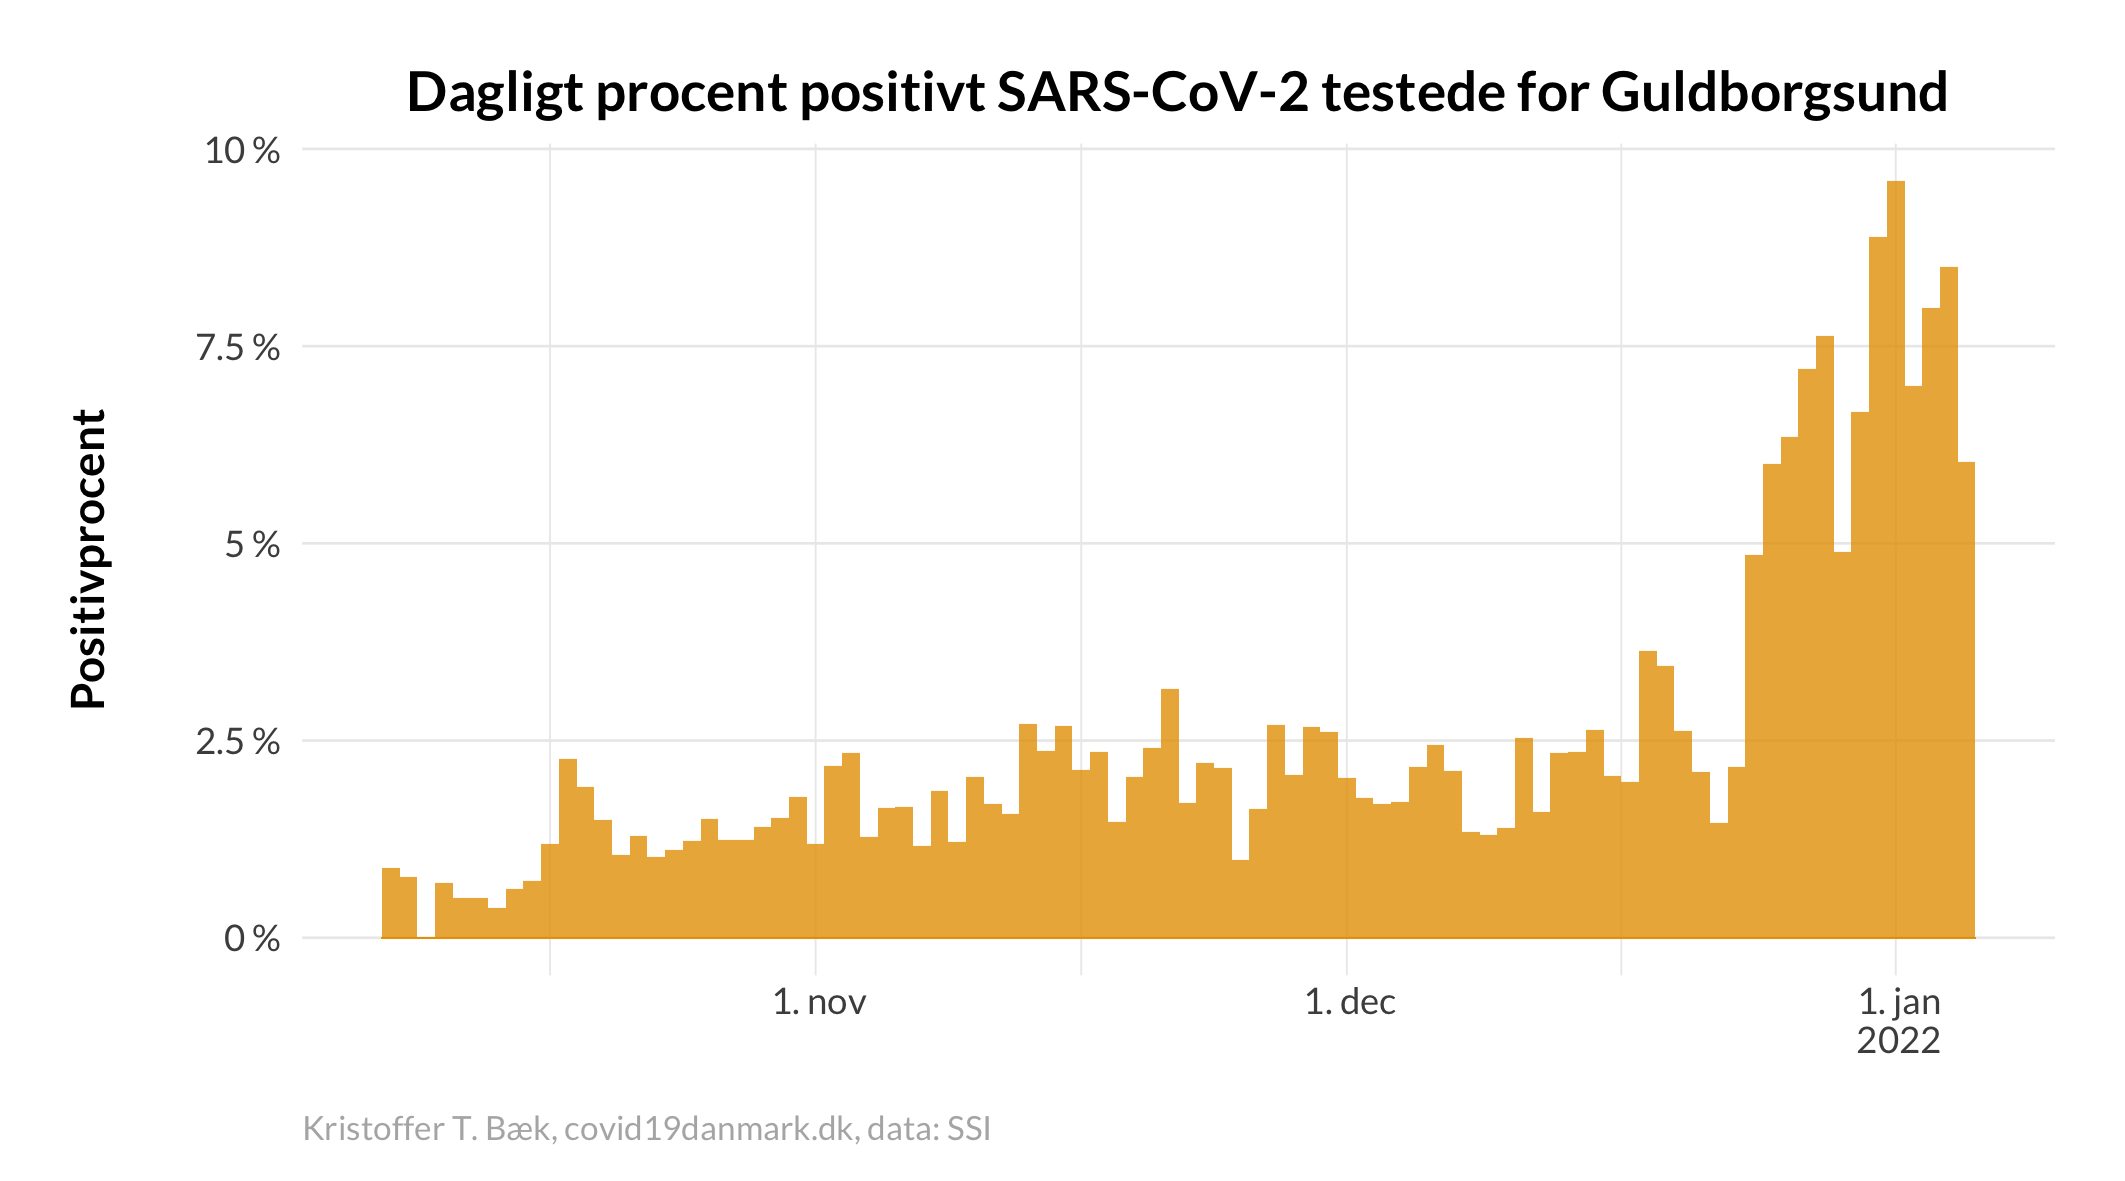 Dagligt procent positivt SARS-CoV-2 testede for Guldborgsund
10 %
7.5 %
5 %
2.5 %
0 %
Positivprocent
1. nov
1. dec
1. jan
2022
Kristoffer T. Bæk, covid19danmark.dk, data: SSI